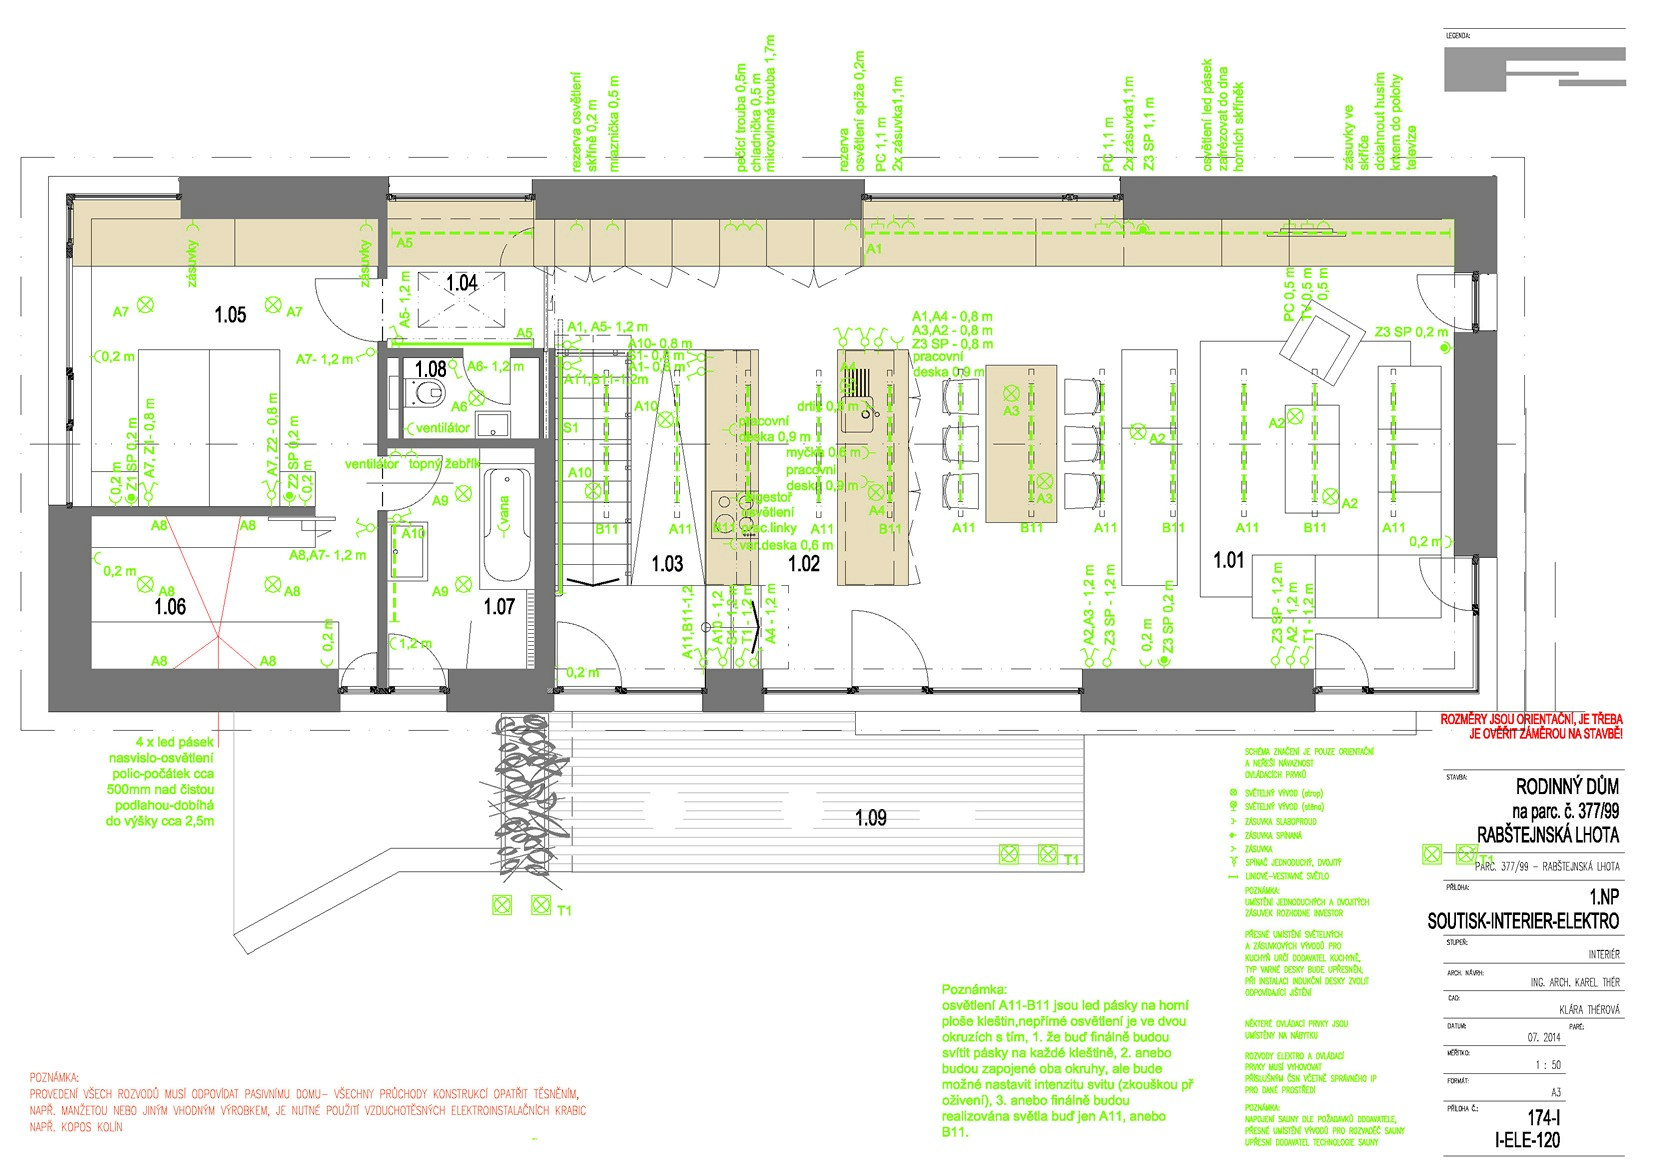 LEGENDA:
rezerva osvětlení
skříně 0,2 m
mraznička 0,5 m
pečící trouba 0,5m
chladnička 0,5 m
mikrovlnná trouba 1,7m
rezerva
osvětlení spíže 0,2m
PC 1,1 m
2x zásuvka1,1m
PC 1,1 m
2x zásuvka1,1m
Z3 SP 1,1 m
osvětlení led pásek
zafrézovat do dna
horních skříněk
zásuvky ve
skříče
dotahnout husím
krkem do polohy
televize
zásuvky
zásuvky
A5
A1
1.04
A5- 1,2 m
A5
PC 0,5 m
TV 0,5 m
0,5 m
A7
A7
1.05
0,2 m
A7- 1,2 m
1.08
A6- 1,2 m
A6
ventilátor
A1, A5- 1,2 m
A10- 0,8 m
S1- 0,8 m
A1- 0,8 m
A11,B11-1,2m
A1,A4 - 0,8 m
A3,A2 - 0,8 m
Z3 SP - 0,8 m
pracovní
deska 0,9 m
Z3 SP 0,2 m
A10
S1
A10
pracovní
deska 0,9 m
myčka 0,6 m
pracovní
deska 0,9 m
osvětlení
var.deska 0,6 m
A4
A3
A3
A2
A2
A2
0,2 m
Z1 SP 0,2 m
A7, Z1- 0,8 m
A7, Z2 - 0,8 m
Z2 SP 0,2 m
0,2 m
ventilátor topný žebřík
A9
vana
A10
A9
1,2 m
1.07
A8
A8
A8,A7- 1,2 m
0,2 m
A8
A8
1.06
0,2 m
A8
A8
B11
A11
B11
A11
B11
A11
B11
A11
B11
A11
B11
A11
0,2 m
1.03
1.02
1.01
0,2 m
A11,B11-1,2
A10 - 1,2
T1 - 1,2 m
A4 - 1,2 m
A2,A3 - 1,2 m
Z3 SP - 1,2 m
0,2 m
Z3 SP 0,2 m
Z3 SP - 1,2 m
A2 - 1,2 m
T1 - 1,2 m
4 x led pásek
nasvislo-osvětlení
polic-počátek cca
500mm nad čistou
podlahou-dobíhá
do výšky cca 2,5m
1.09
T1
T1
T1
ROZMĚRY JSOU ORIENTAČNÍ, JE TŘEBA
JE OVĚŘIT ZÁMĚROU NA STAVBĚ!
SCHÉMA ZNAČENÍ JE POUZE ORIENTAČNÍ
A NEŘEŠÍ NÁVAZNOST
OVLÁDACÍCH PRVKŮ
SVĚTELNÝ VÝVOD (strop)
SVĚTELNÝ VÝVOD (stěna)
ZÁSUVKA SLABOPROUD
ZÁSUVKA SPÍNANÁ
ZÁSUVKA
SPÍNAČ JEDNODUCHÝ, DVOJITÝ
LINIOVÉ-VESTAVNÉ SVĚTLO
POZNÁMKA:
UMÍSTĚNÍ JEDNODUCHÝCH A DVOJITÝCH
ZÁSUVEK ROZHODNE INVESTOR
PŘESNÉ UMÍSTĚNÍ SVĚTELNÝCH
A ZÁSUVKOVÝCH VÝVODŮ PRO
KUCHYŇ URČÍ DODAVATEL KUCHYNĚ,
TYP VARNÉ DESKY BUDE UPŘESNĚN,
PŘI INSTALACI INDUKČNÍ DESKY ZVOLIT
ODPOVÍDAJÍCÍ JIŠTĚNÍ
NĚKTERÉ OVLÁDACÍ PRVKY JSOU
UMÍSTĚNY NA NÁBYTKU
ROZVODY ELEKTRO A OVLÁDACÍ
PRVKY MUSÍ VYHOVOVAT
PŘÍSLUŠNÝM ČSN VČETNĚ SPRÁVNÉHO IP
PRO DANÉ PROSTŘEDÍ
POZNÁMKA:
NAPOJENÍ SAUNY DLE POŽADAVKŮ DODAVATELE,
PŘESNÉ UMÍSTĚNÍ VÝVODŮ PRO ROZVADĚČ SAUNY
UPŘESNÍ DODAVATEL TECHNOLOGIE SAUNY
STAVBA:
RODINNÝ DŮM
na parc. č. 377/99
RABŠTEJNSKÁ LHOTA
PARC. 377/99 – RABŠTEJNSKÁ LHOTA
PŘÍLOHA:
1.NP
SOUTISK-INTERIER-ELEKTRO
STUPEŇ:
INTERIÉR
ARCH. NÁVRH:
ING. ARCH. KAREL THÉR
CAD:
KLÁRA THÉROVÁ
DATUM:
PARÉ:
07. 2014
MĚŘÍTKO:
1 : 50
FORMÁT:
A3
PŘÍLOHA Č.:
174-I
I-ELE-120
Poznámka:
osvětlení A11-B11 jsou led pásky na horní
ploše kleštin,nepřímé osvětlení je ve dvou
okruzích s tím, 1. že buď finálně budou
svítit pásky na každé kleštině, 2. anebo
budou zapojené oba okruhy, ale bude
možné nastavit intenzitu svitu (zkouškou př
oživení), 3. anebo finálně budou
realizována světla buď jen A11, anebo
B11.
POZNÁMKA:
PROVEDENÍ VŠECH ROZVODŮ MUSÍ ODPOVÍDAT PASIVNÍMU DOMU– VŠECHNY PRŮCHODY KONSTRUKCÍ OPATŘIT TĚSNĚNÍM,
NAPŘ. MANŽETOU NEBO JINÝM VHODNÝM VÝROBKEM, JE NUTNÉ POUŽITÍ VZDUCHOTĚSNÝCH ELEKTROINSTALAČNÍCH KRABIC
NAPŘ. KOPOS KOLÍN